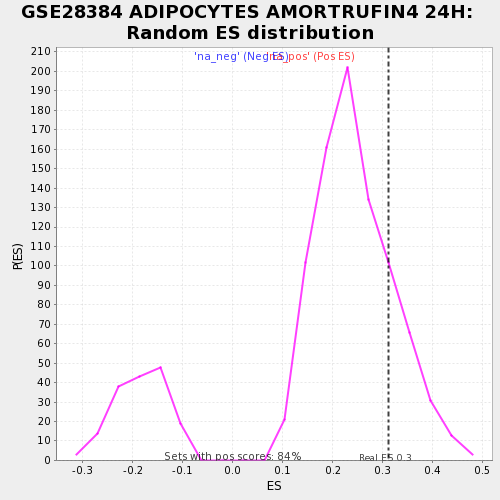 GSE28384 ADIPOCYTES AMORTRUFIN4 24H:
Random ES distribution
'na_neg' (Neg ES)
'na_pos' (Pos ES)
210
200
190
180
170
160
150
140
130
120
110
100
90
80
70
60
50
40
30
20
10
0
P(ES)
Sets with pos scores: 84%
Real ES 0.3
-0.3 -0.2 -0.1 0.0 0.1 0.2 0.3 0.4 0.5
ES